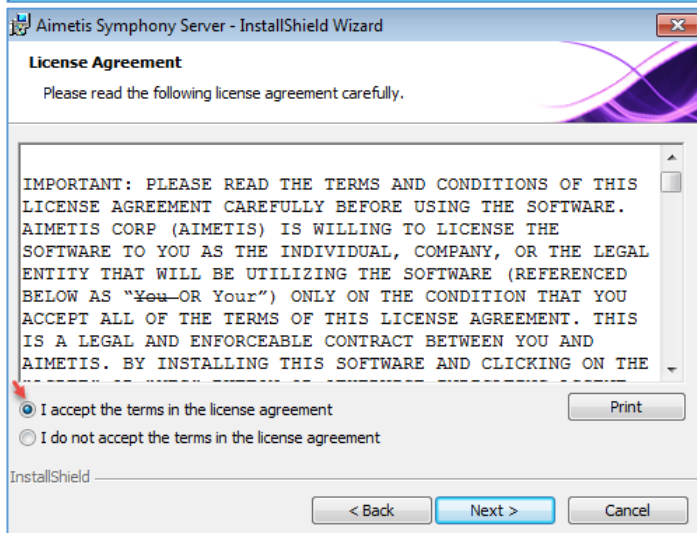 Aimetis Symphony Server - InstallShield Wizard
License Agreement
Please read the following license agreement carefully.
IMPORTANT: PLEASE READ THE TERMS AND CONDITIONS OF THIS
LICENSE AGREEMENT CAREFULLY BEFORE USING THE SOFTWARE.
AIMETIS CORP (AIMETIS) IS WILLING TO LICENSE THE
SOFTWARE TO YOU AS THE INDIVIDUAL, COMPANY, OR THE LEGAL
ENTITY THAT WILL BE UTILIZING THE SOFTWARE (REFERENCED
BELOW AS “You OR Your”) ONLY ON THE CONDITION THAT YOU
ACCEPT ALL OF THE TERMS OF THIS LICENSE AGREEMENT. THIS
IS A LEGAL AND ENFORCEABLE CONTRACT BETWEEN YOU AND
AIMETIS. BY INSTALLING THIS SOFTWARE AND CLICKING ON THE
I accept the terms in the license agreement
Print
I do not accept the terms in the license agreement
InstallShield
< Back Next > Cancel